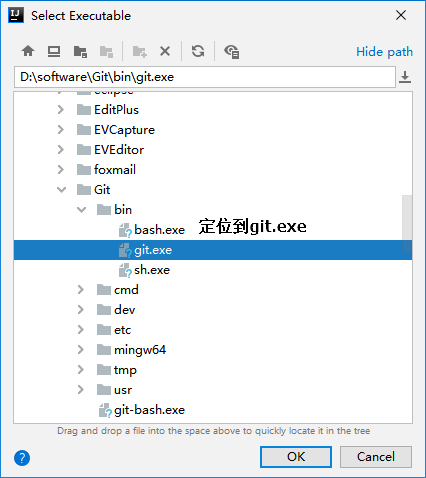 Select Executable
Hide path
D:\software\Git\bin\git.exe
eclipse
EditPlus
EVCapture
EVEditor
foxmail
Git
bin
bash.exe
定位到git.exe
git.exe
sh.exe
cmd
dev
etc
mingw64
tmp
usr
git-bash.exe
Drag and drop a file into the space above to quickly locate it in the tree
?
OK
Cancel